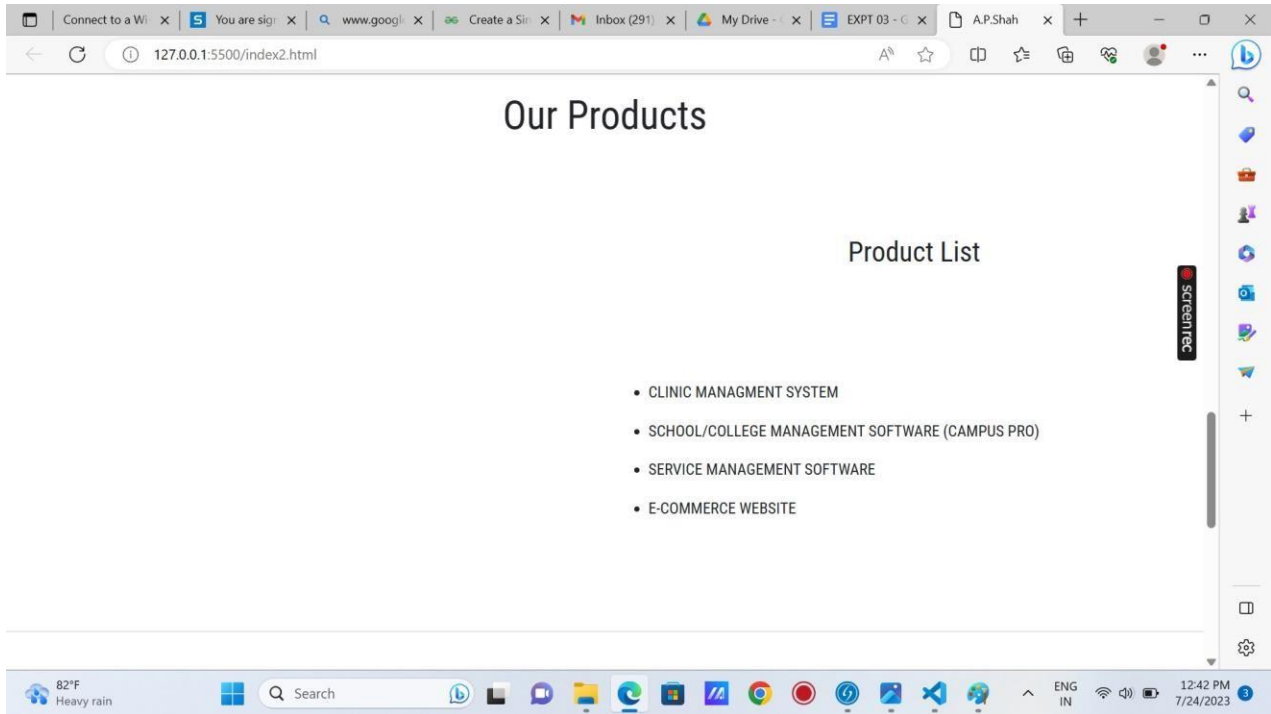 Connect to a Wi
You are sign
www.googl
Create a Sin
Inbox (291)
My Drive -
EXPT 03 - G
A.P.Shah
127.0.0.1:5500/index2.html
Our Products
Product List
screenrec
CLINIC MANAGMENT SYSTEM
SCHOOL/COLLEGE MANAGEMENT SOFTWARE (CAMPUS PRO)
SERVICE MANAGEMENT SOFTWARE
E-COMMERCE WEBSITE
82°F
Heavy rain
Search
ENG
IN
12:42 PM
7/24/2023
3